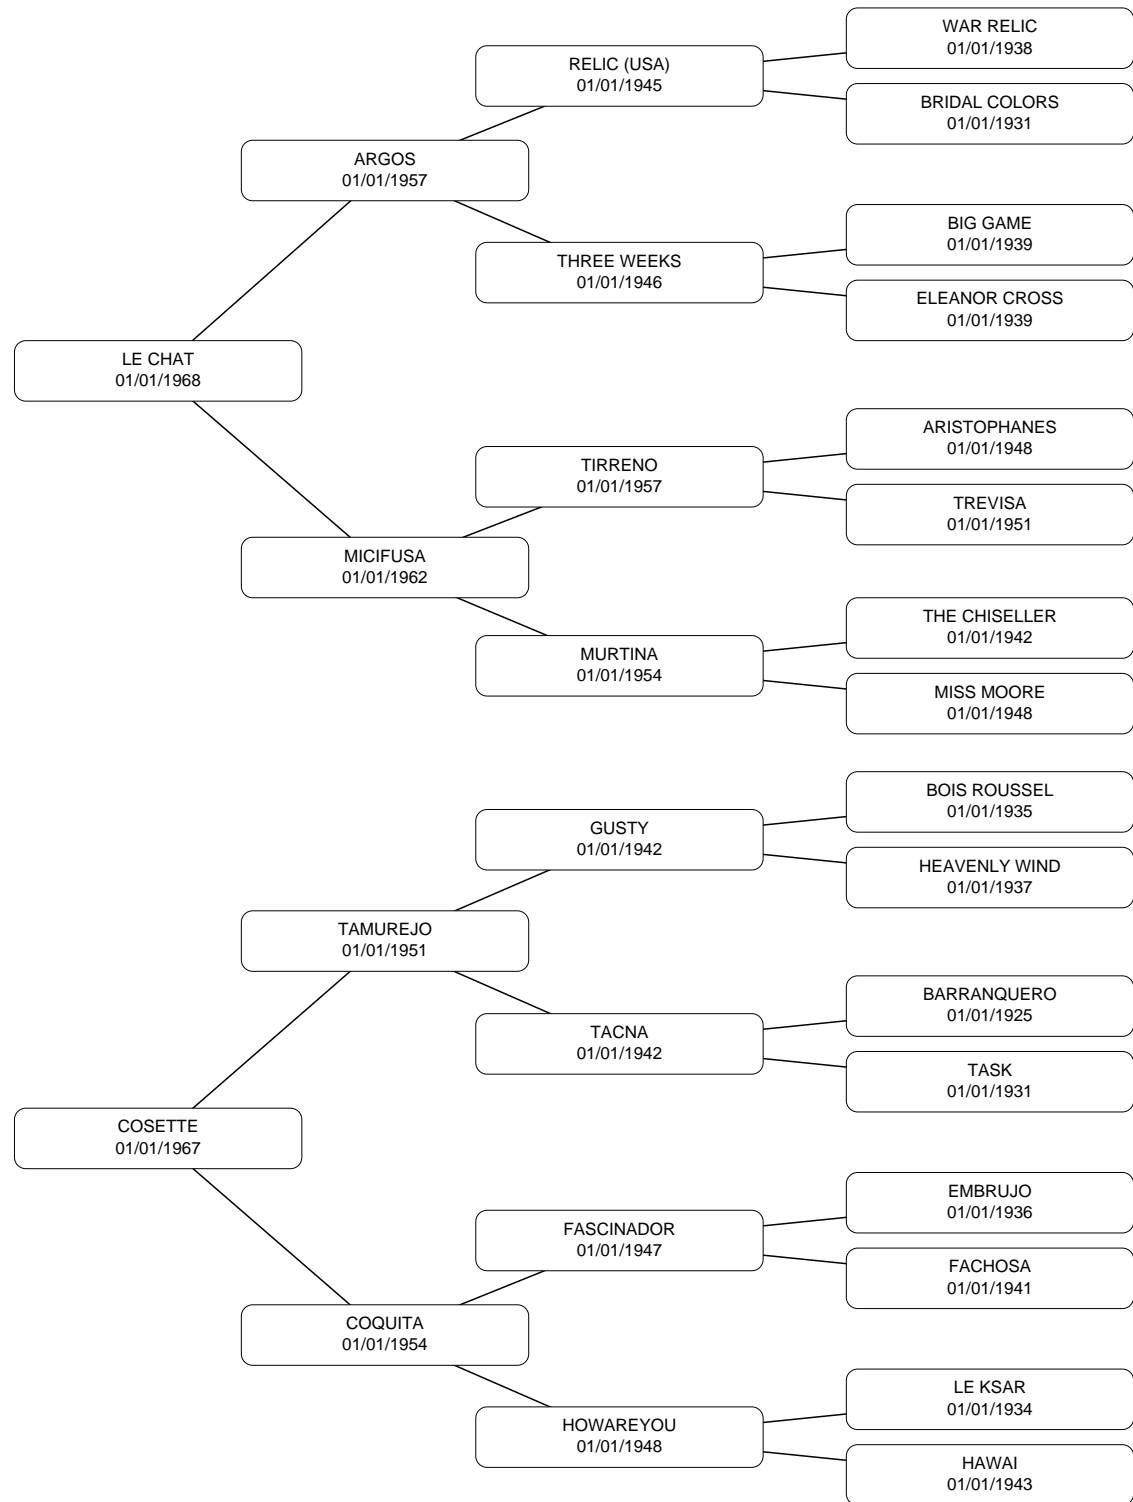 WAR RELIC
01/01/1938
RELIC (USA)
01/01/1945
BRIDAL COLORS
01/01/1931
ARGOS
01/01/1957
BIG GAME
01/01/1939
THREE WEEKS
01/01/1946
ELEANOR CROSS
01/01/1939
LE CHAT
01/01/1968
ARISTOPHANES
01/01/1948
TIRRENO
01/01/1957
TREVISA
01/01/1951
MICIFUSA
01/01/1962
THE CHISELLER
01/01/1942
MURTINA
01/01/1954
MISS MOORE
01/01/1948
BOIS ROUSSEL
01/01/1935
GUSTY
01/01/1942
HEAVENLY WIND
01/01/1937
TAMUREJO
01/01/1951
BARRANQUERO
01/01/1925
TACNA
01/01/1942
TASK
01/01/1931
COSETTE
01/01/1967
EMBRUJO
01/01/1936
FASCINADOR
01/01/1947
FACHOSA
01/01/1941
COQUITA
01/01/1954
LE KSAR
01/01/1934
HOWAREYOU
01/01/1948
HAWAI
01/01/1943